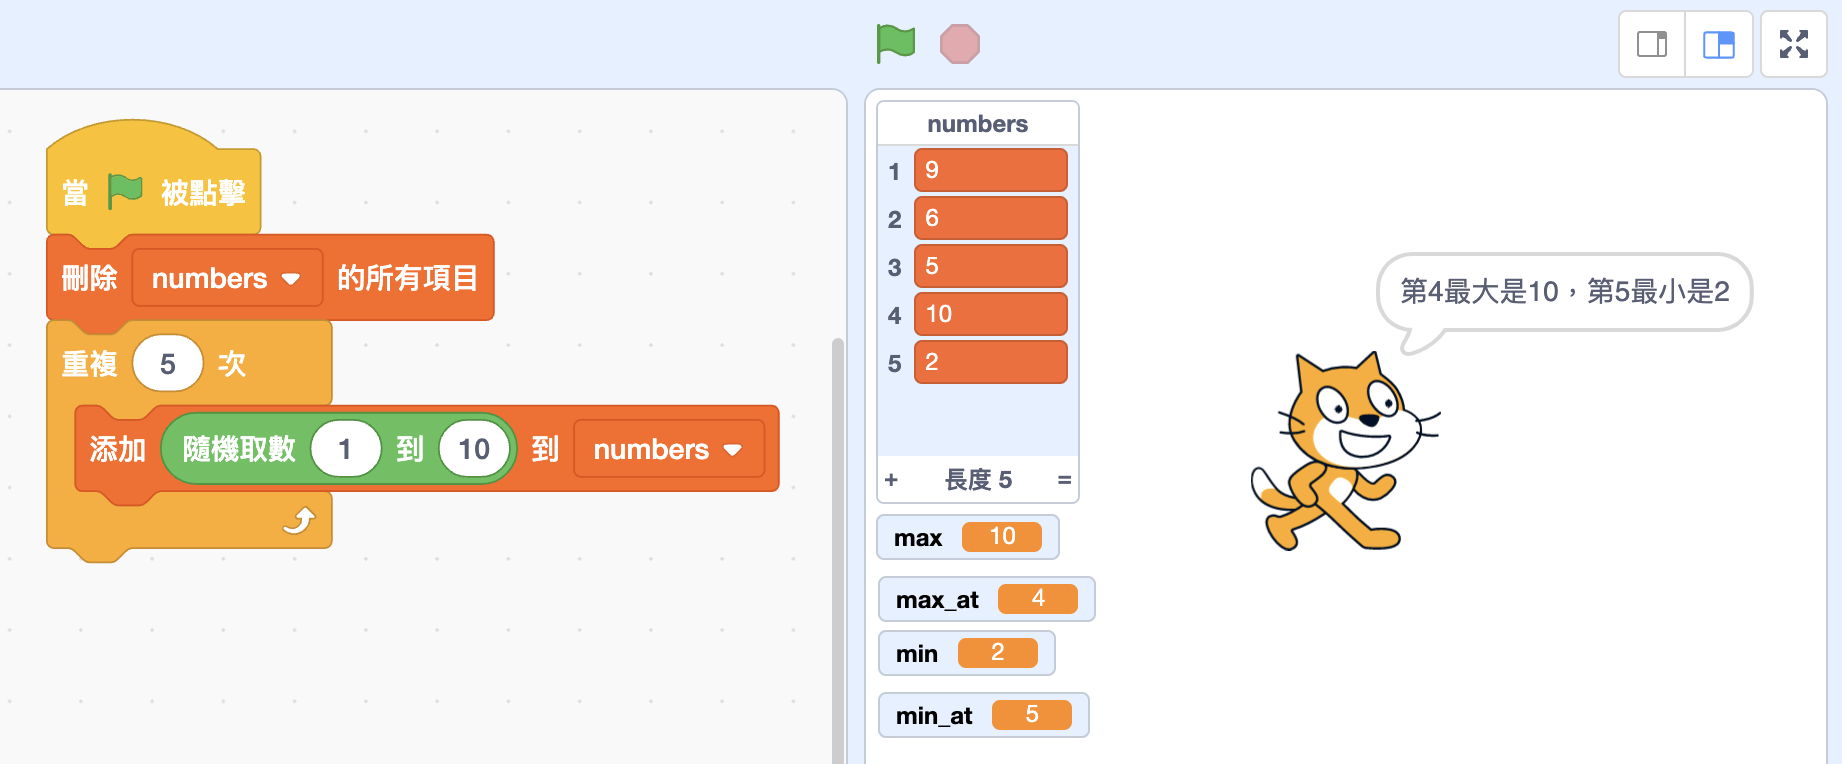 當 被點擊
刪除 numbers 的所有項目
重複 5 次
添加 隨機取數 1 到 10 到 numbers
numbers
1 9
2 6
3 5
4 10
5 2
+ 長度 5 =
max 10
max_at 4
min 2
min_at 5
第4最大是10，第5最小是2